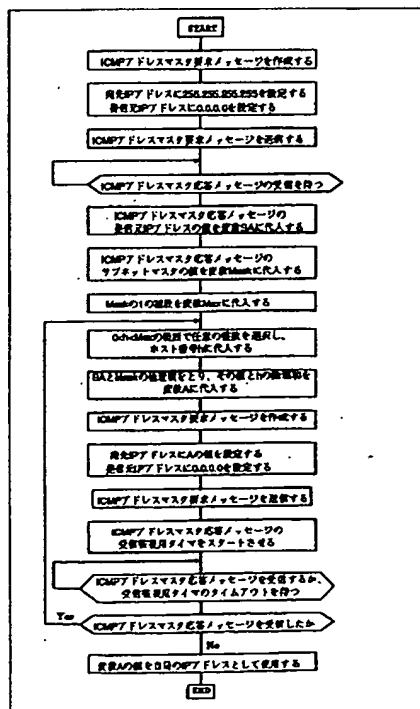 START
ICMPアドレスマスク要求メッセージを作成する
宛先IPアドレスに255.255.255.255を設定する
発信元IPアドレスに0.0.0.0を設定する
ICMPアドレスマスク要求メッセージを送信する
ICMPアドレスマスク応答メッセージの受信を待つ
ICMPアドレスマスク応答メッセージの
発信元IPアドレスの値を変数SAに代入する
ICMPアドレスマスク応答メッセージの
サブネットマスクの値を変数Maskに代入する
Maskの1の補数を変数Maxに代入する
0<h<Maxの範囲で任意の整数を選択し、
ホスト番号hに代入する
SAとMaskの論理積をとり、その値とhの論理和を
変数Aに代入する
ICMPアドレスマスク要求メッセージを作成する
宛先IPアドレスにAの値を設定する
発信元IPアドレスに0.0.0.0を設定する
ICMPアドレスマスク要求メッセージを送信する
ICMPアドレスマスク応答メッセージの
受信監視用タイマをスタートさせる
ICMPアドレスマスク応答メッセージを受信するか、
受信監視用タイマのタイムアウトを待つ
Yes
ICMPアドレスマスク応答メッセージを受信したか
No
変数Aの値を自身のIPアドレスとして使用する
END